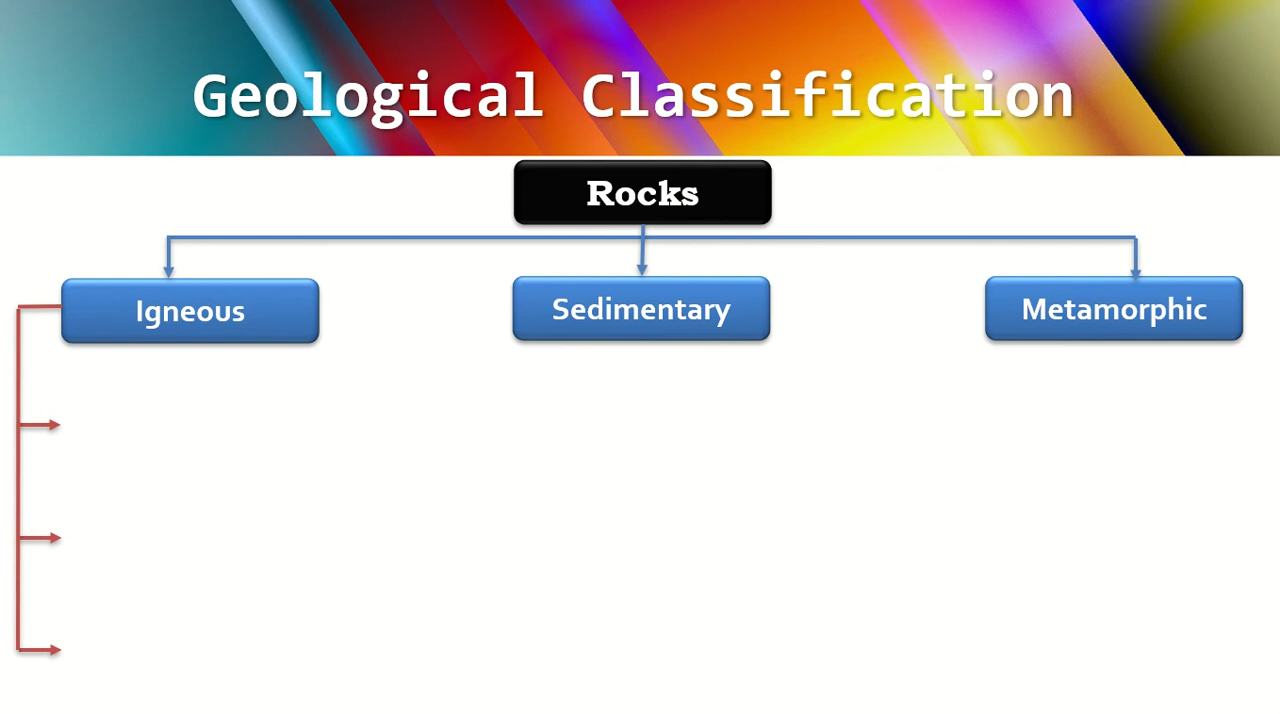 Geological Classification
Rocks
Igneous
Sedimentary
Metamorphic